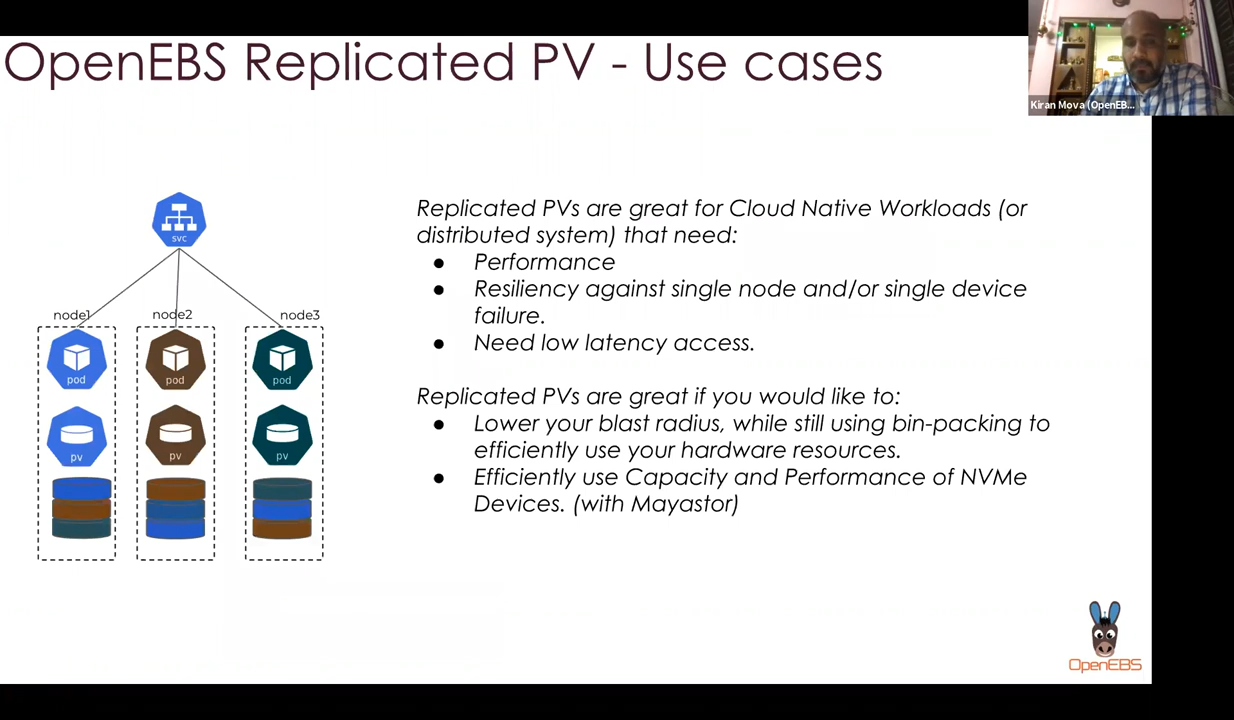 OpenEBS Replicated PV - Use cases
Kiran Mova (OpenEB...
svc
node1
node2
node3
pod
pod
pod
pv
pv
pv
Replicated PVs are great for Cloud Native Workloads (or
distributed system) that need:
● Performance
● Resiliency against single node and/or single device
failure.
● Need low latency access.
Replicated PVs are great if you would like to:
● Lower your blast radius, while still using bin-packing to
efficiently use your hardware resources.
● Efficiently use Capacity and Performance of NVMe
Devices. (with Mayastor)
OpenEBS